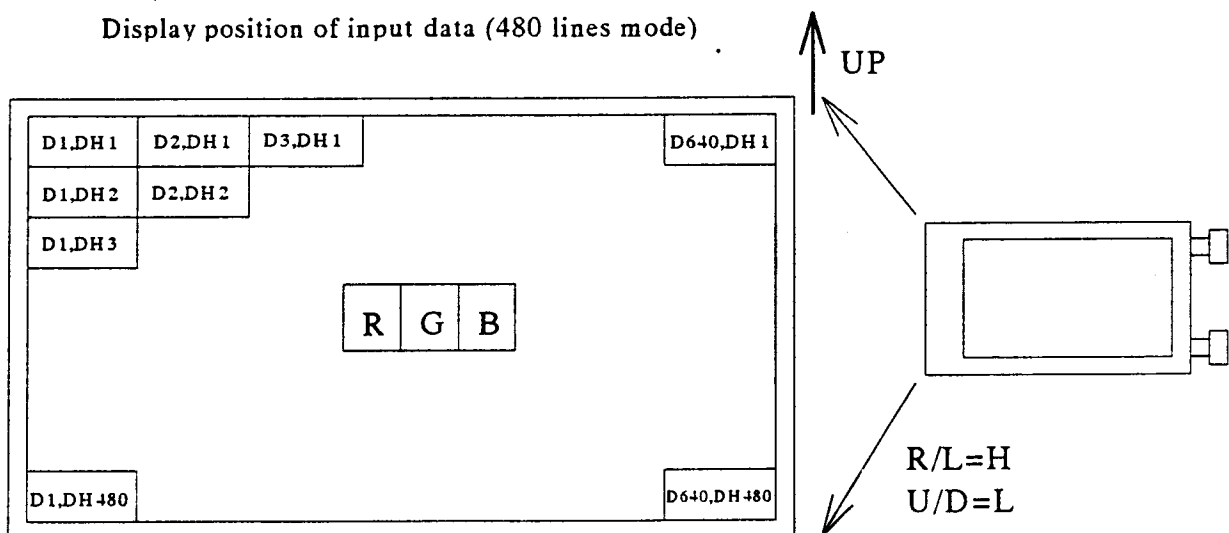 Display position of input data (480 lines mode)
UP
D1,DH1 D2,DH1 D3,DH1 D640,DH1
D1,DH2 D2,DH2
D1,DH3
R G B
D1,DH480 D640,DH480
R/L=H
U/D=L